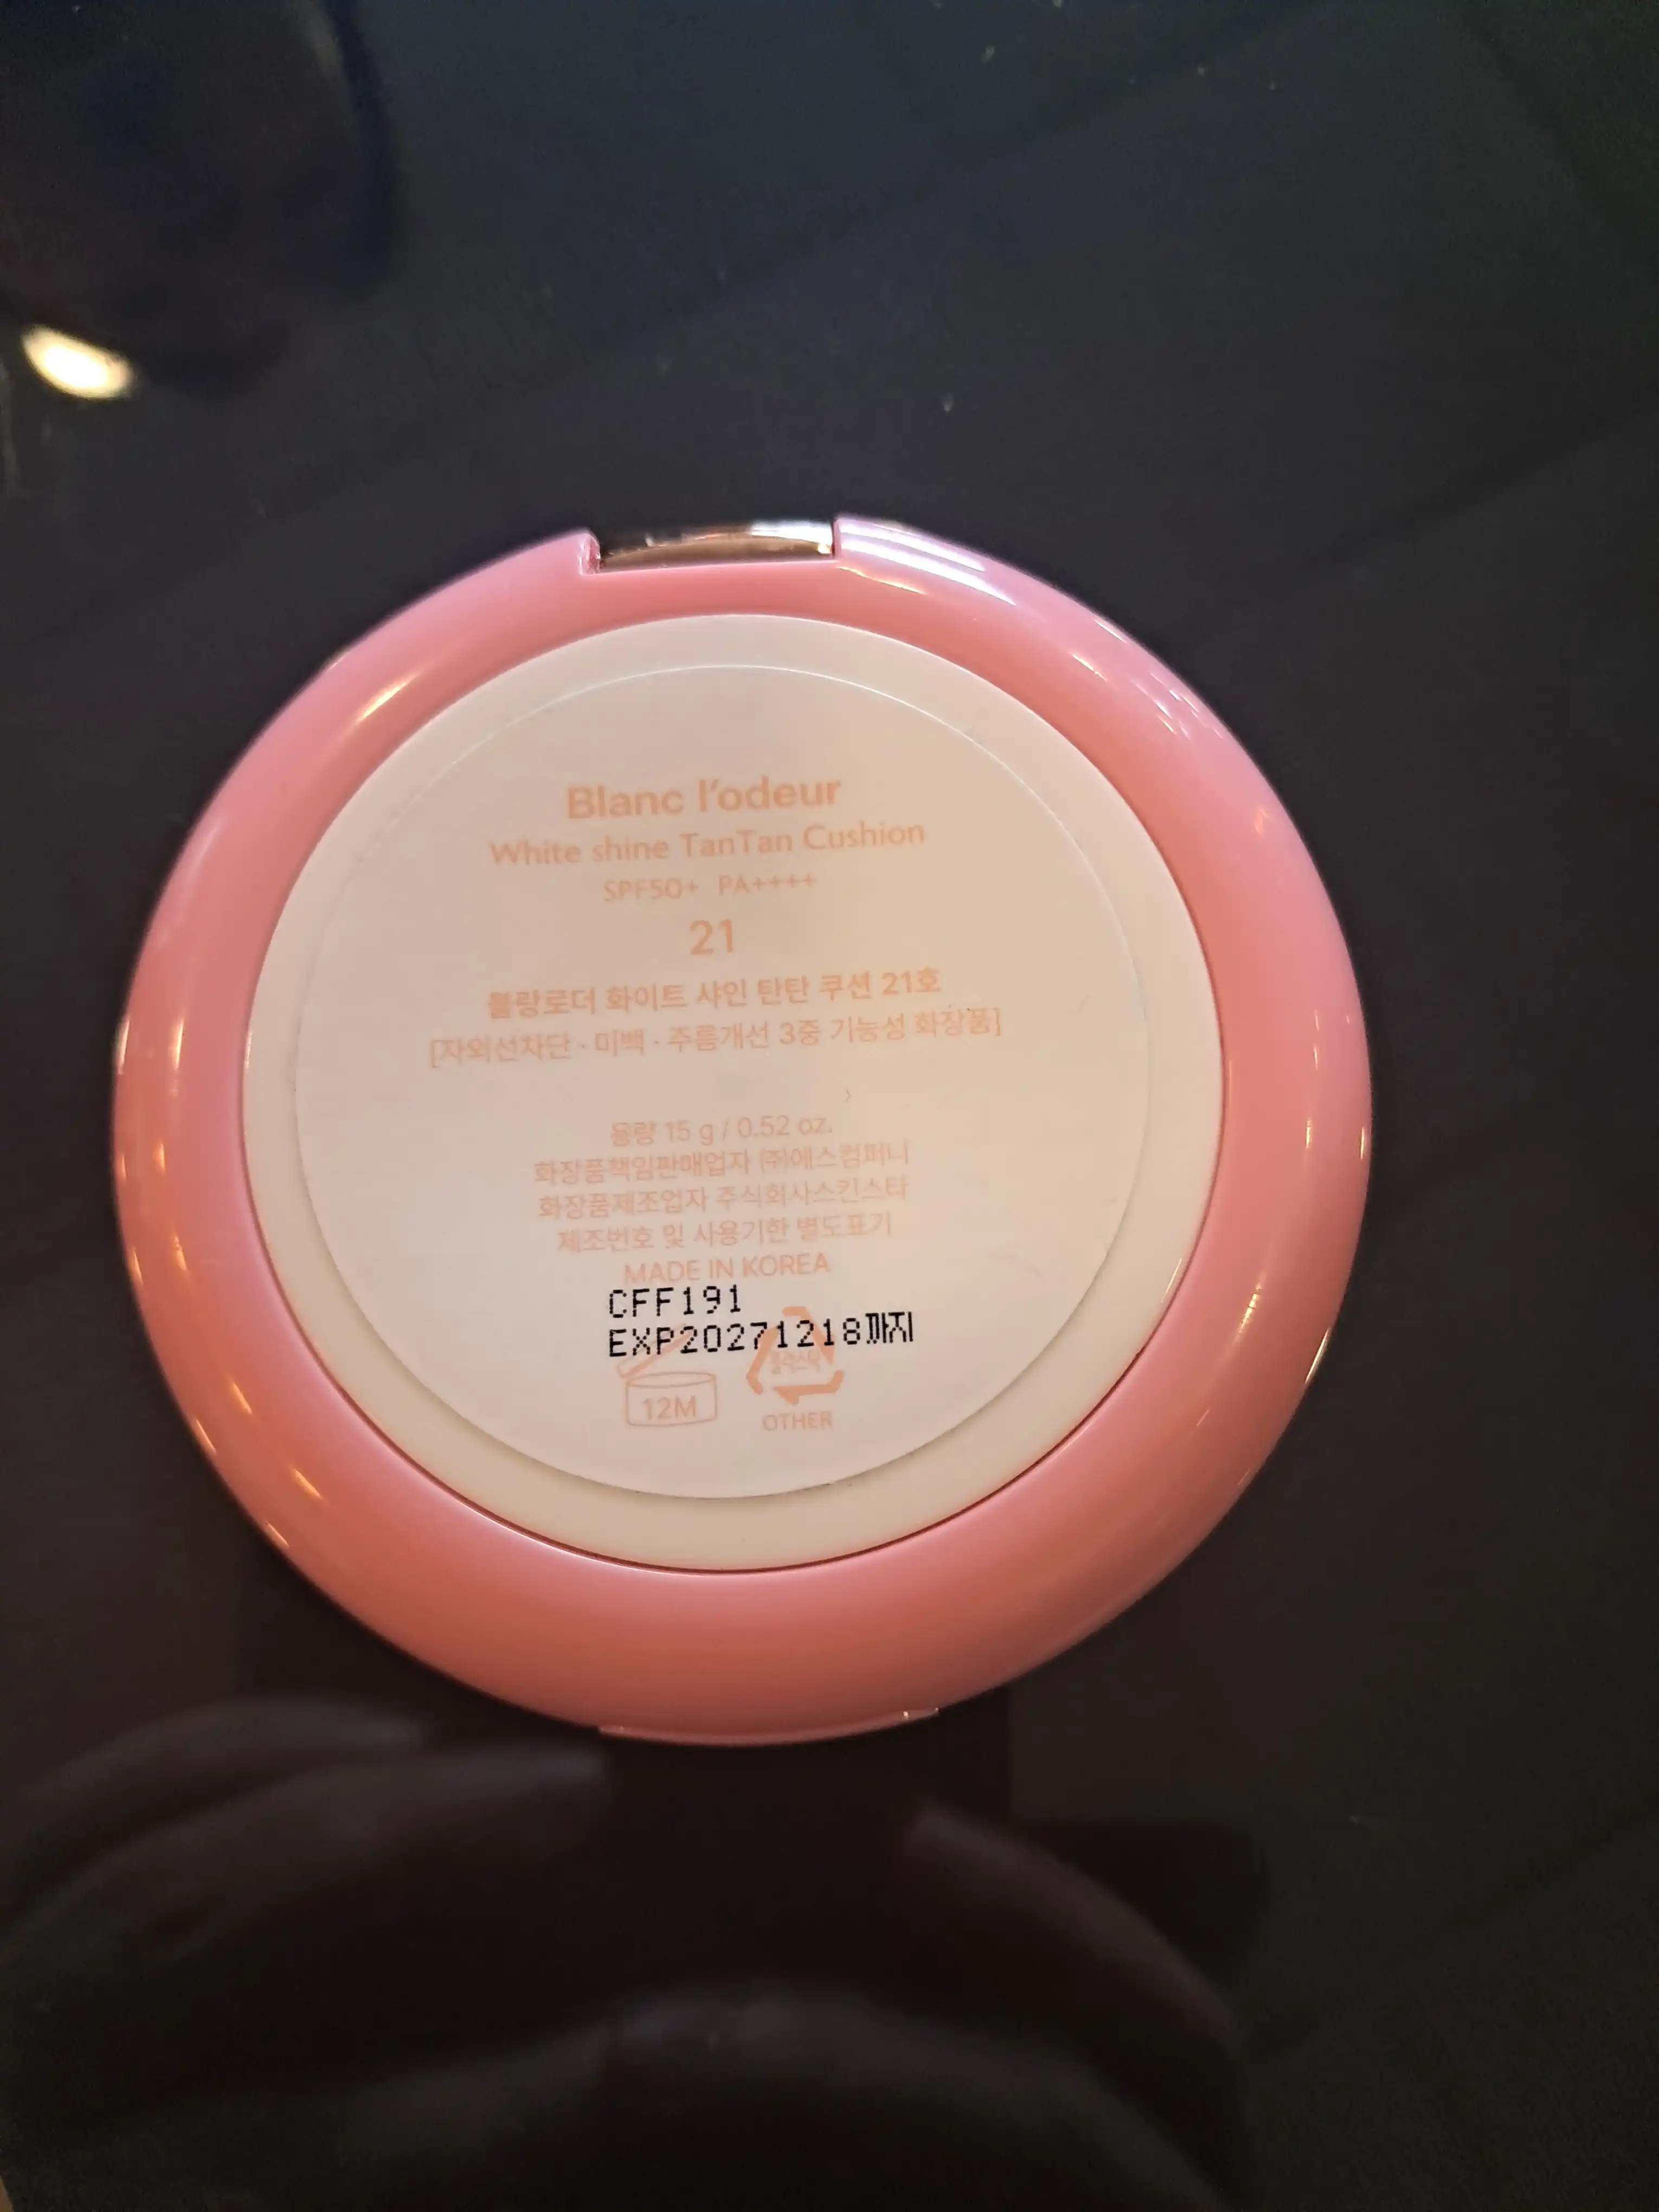 Blanc l'odeur
White shine TanTan Cushion
SPF50+ PA++++
21
블랑로더 화이트 샤인 탄탄 쿠션 21호
[자외선차단 · 미백 · 주름개선 3중 기능성 화장품]
용량 15 g / 0.52 oz.
화장품책임판매업자 ㈜에스컴퍼니
화장품제조업자 주식회사스킨스타
제조번호 및 사용기한 별도표기
MADE IN KOREA
CFF191
EXP20271218까지
플라스틱
12M
OTHER